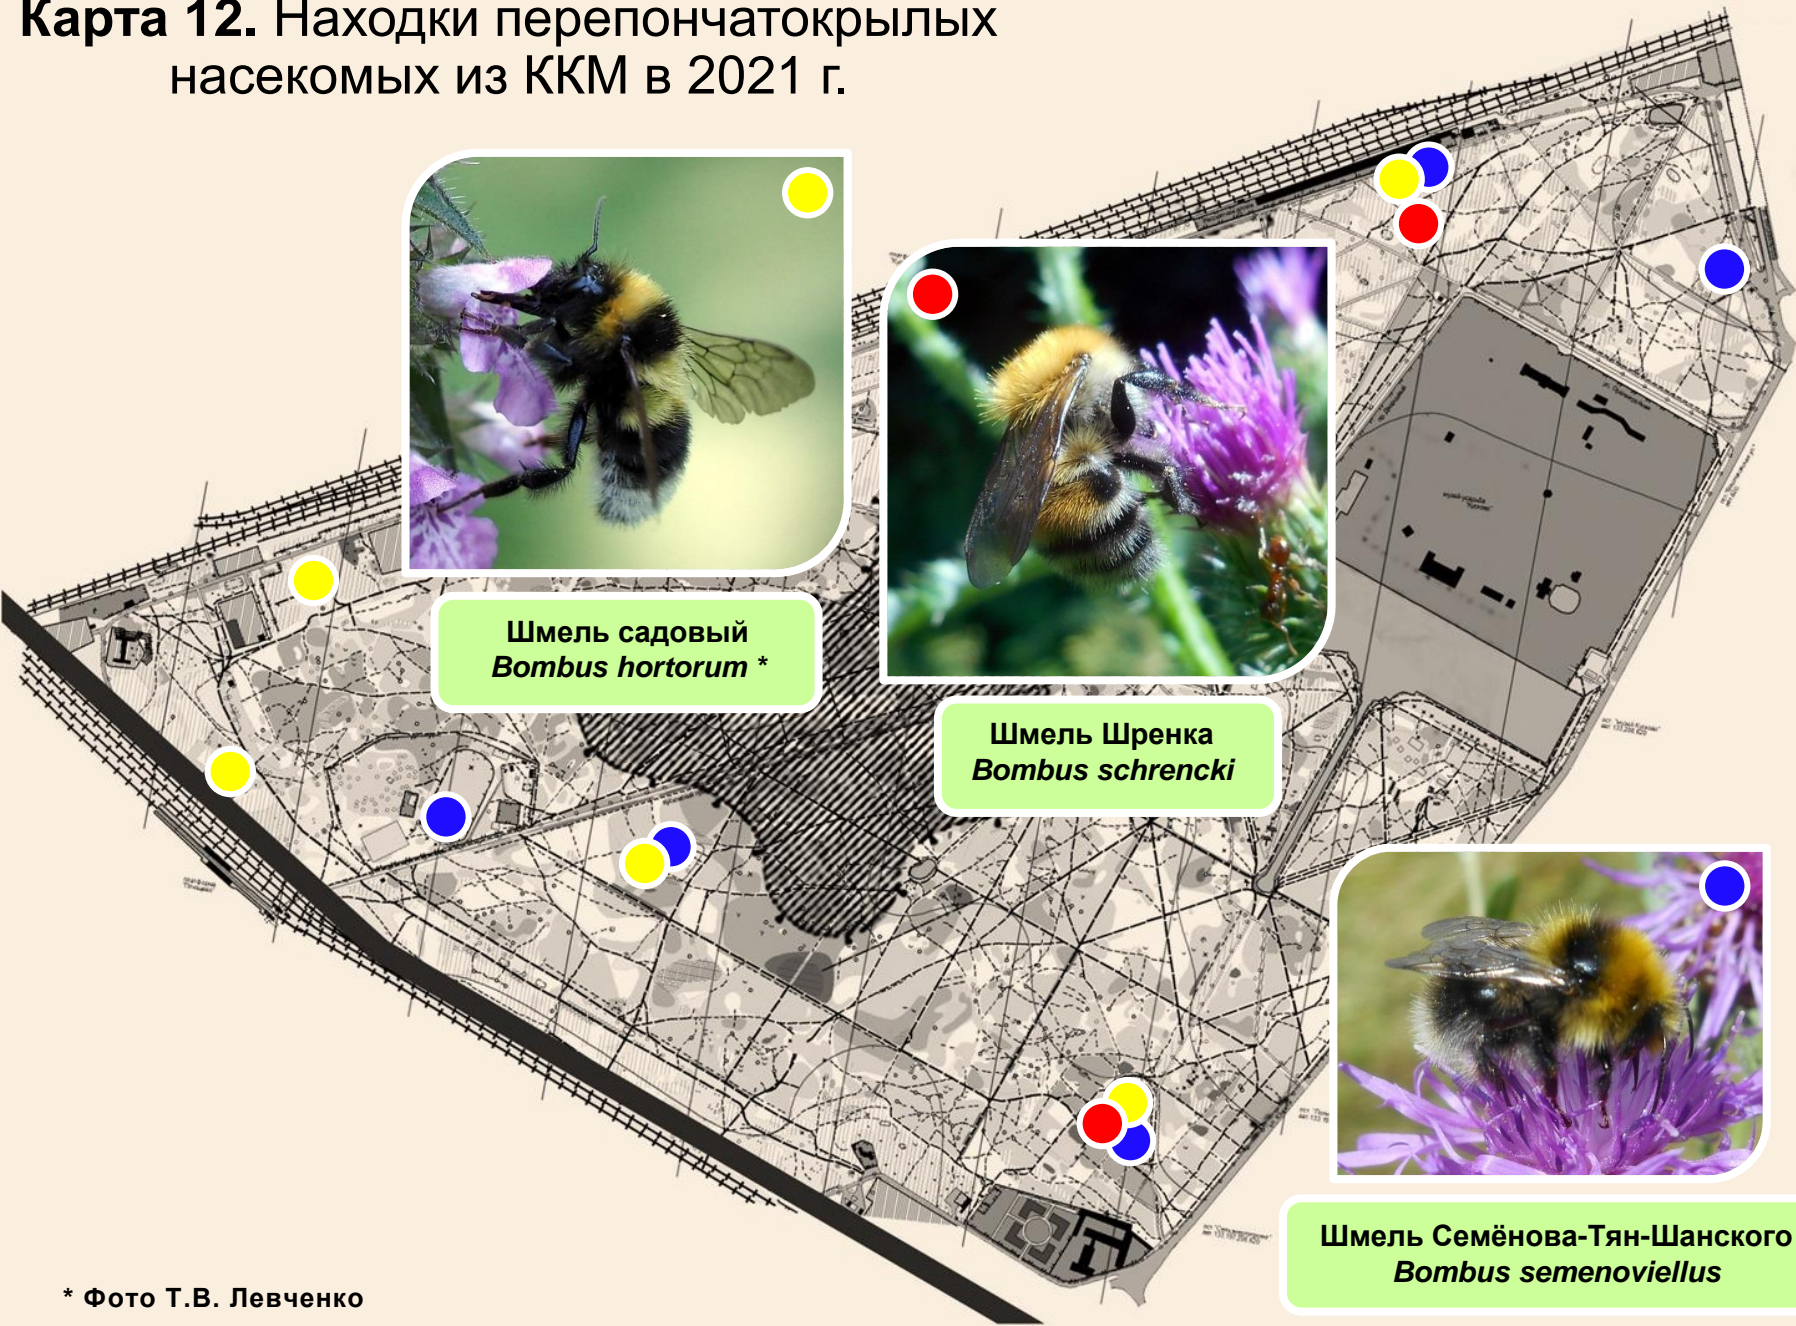 Карта 12. Находки перепончатокрылых
насекомых из ККМ в 2021 г.
Шмель садовый
Bombus hortorum *
Шмель Шренка
Bombus schrencki
Шмель Семёнова-Тян-Шанского
Bombus semenoviellus
* Фото Т.В. Левченко